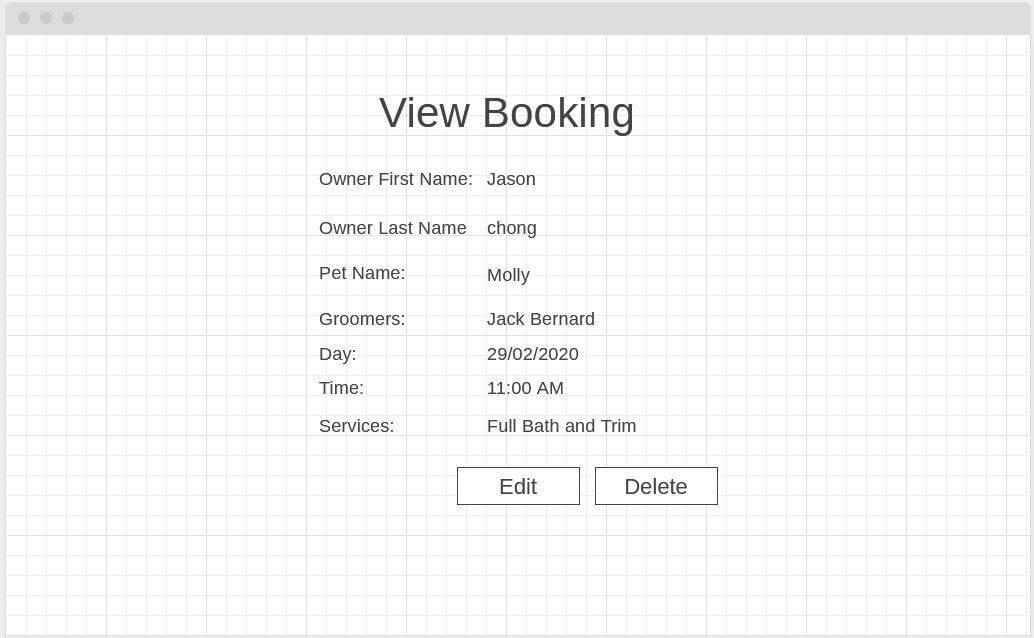 View Booking
Owner First Name: Jason
Owner Last Name chong
Pet Name: Molly
Groomers: Jack Bernard
Day: 29/02/2020
Time: 11:00 AM
Services: Full Bath and Trim
Edit Delete